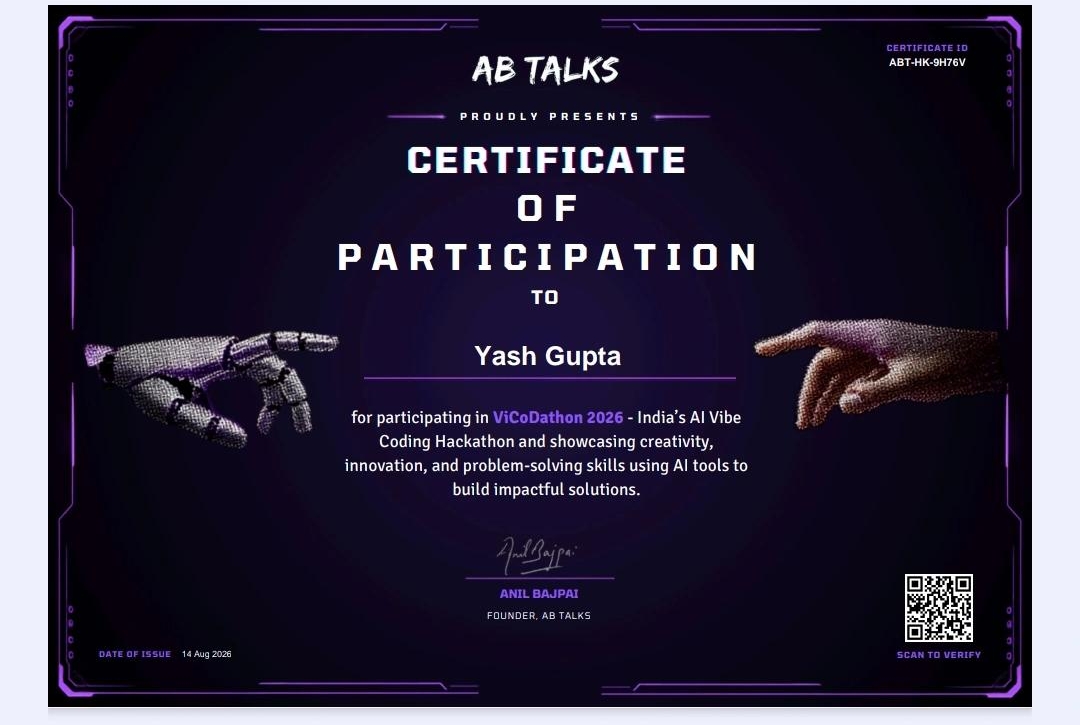 CERTIFICATE ID
ABT-HK-9H76V
AB TALKS
PROUDLY PRESENTS
CERTIFICATE
OF
PARTICIPATION
TO
Yash Gupta
for participating in ViCoDathon 2026 - India’s AI Vibe
Coding Hackathon and showcasing creativity,
innovation, and problem-solving skills using AI tools to
build impactful solutions.
Anil Bajpai
ANIL BAJPAI
FOUNDER, AB TALKS
DATE OF ISSUE 14 Aug 2026
SCAN TO VERIFY